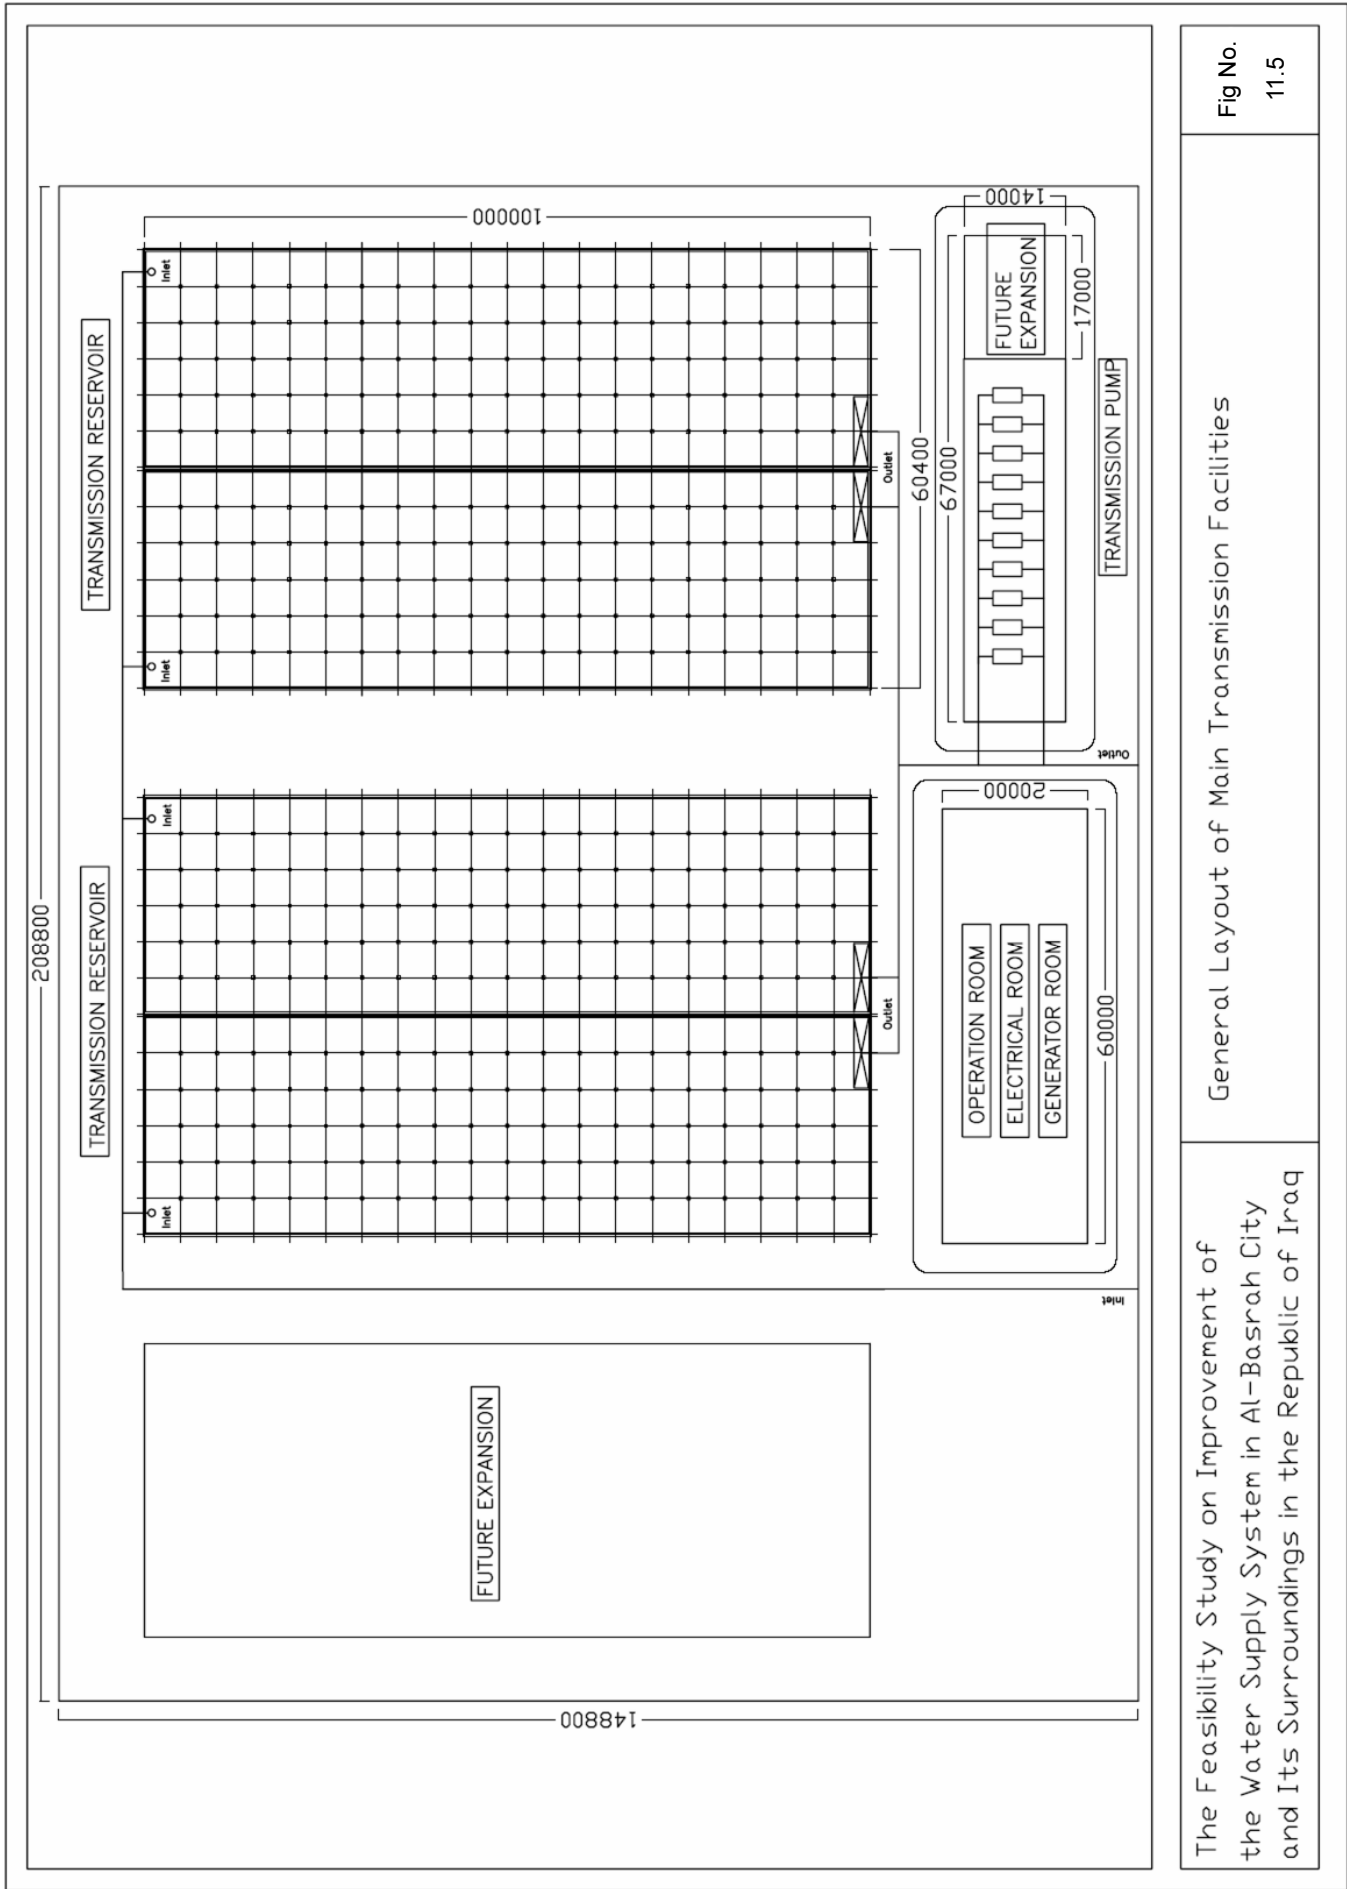 208800
148800
TRANSMISSION RESERVOIR
TRANSMISSION RESERVOIR
Inlet
Inlet
Inlet
Inlet
FUTURE EXPANSION
100000
Outlet
Outlet
60400
67000
Inlet
OPERATION ROOM
ELECTRICAL ROOM
GENERATOR ROOM
20000
60000
Outlet
FUTURE
EXPANSION
14000
17000
TRANSMISSION PUMP
The Feasibility Study on Improvement of
the Water Supply System in Al-Basrah City
and Its Surroundings in the Republic of Iraq
General Layout of Main Transmission Facilities
Fig No.
11.5